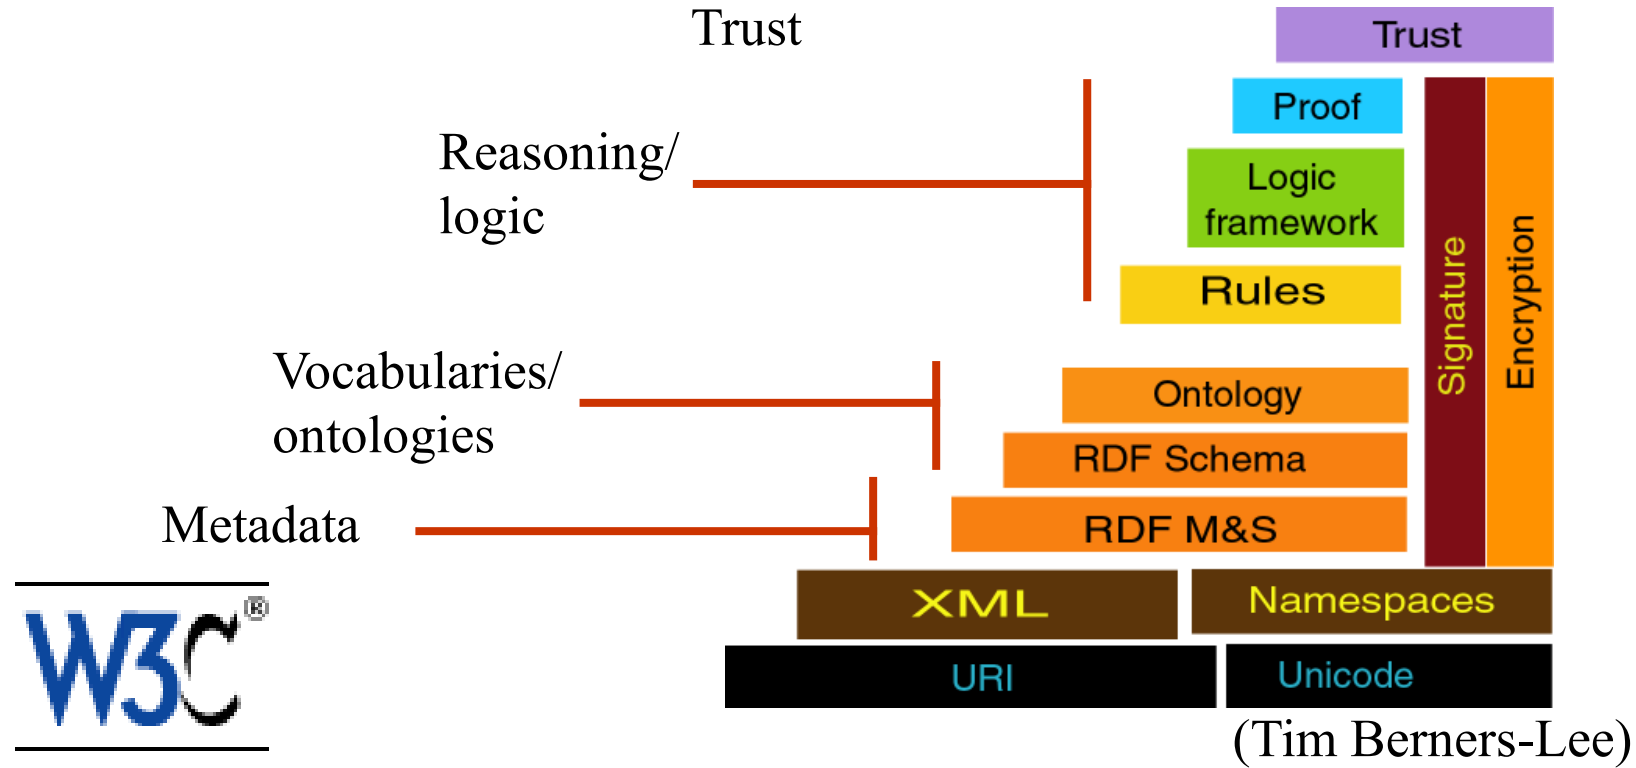 Trust
Trust
Proof
Reasoning/
logic
Logic
framework
Rules
Signature
Encryption
Vocabularies/
ontologies
Ontology
RDF Schema
Metadata
RDF M&S
XML
Namespaces
W3C®
URI
Unicode
(Tim Berners-Lee)